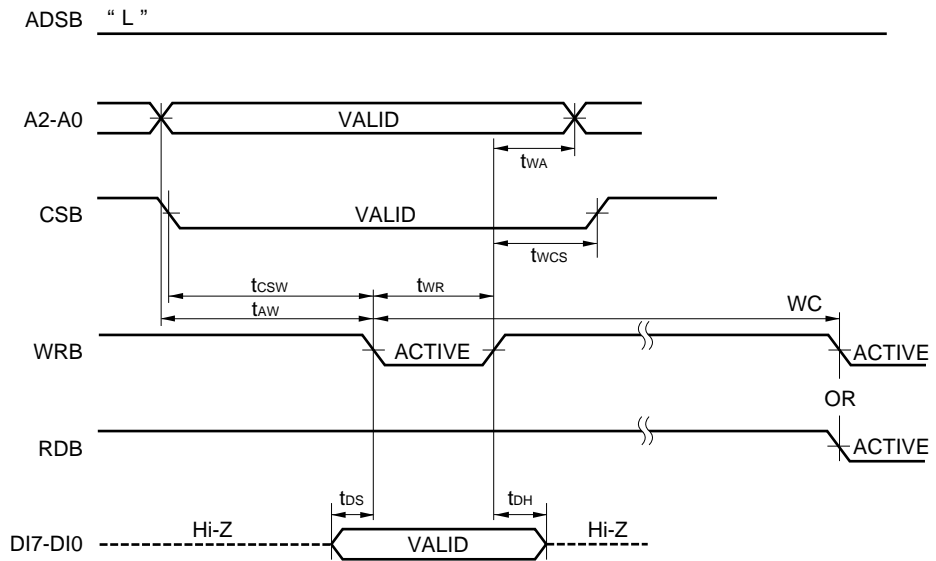 ADSB “ L ”
A2-A0 VALID
tWA
CSB VALID
tWCS
tCSW tWR
tAW WC
WRB ACTIVE ACTIVE
OR
RDB ACTIVE
tDS tDH
DI7-DI0 Hi-Z VALID Hi-Z